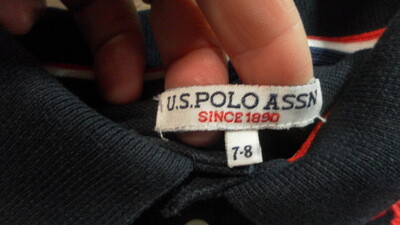 U.S. POLO ASSN
SINCE 1890
7-8